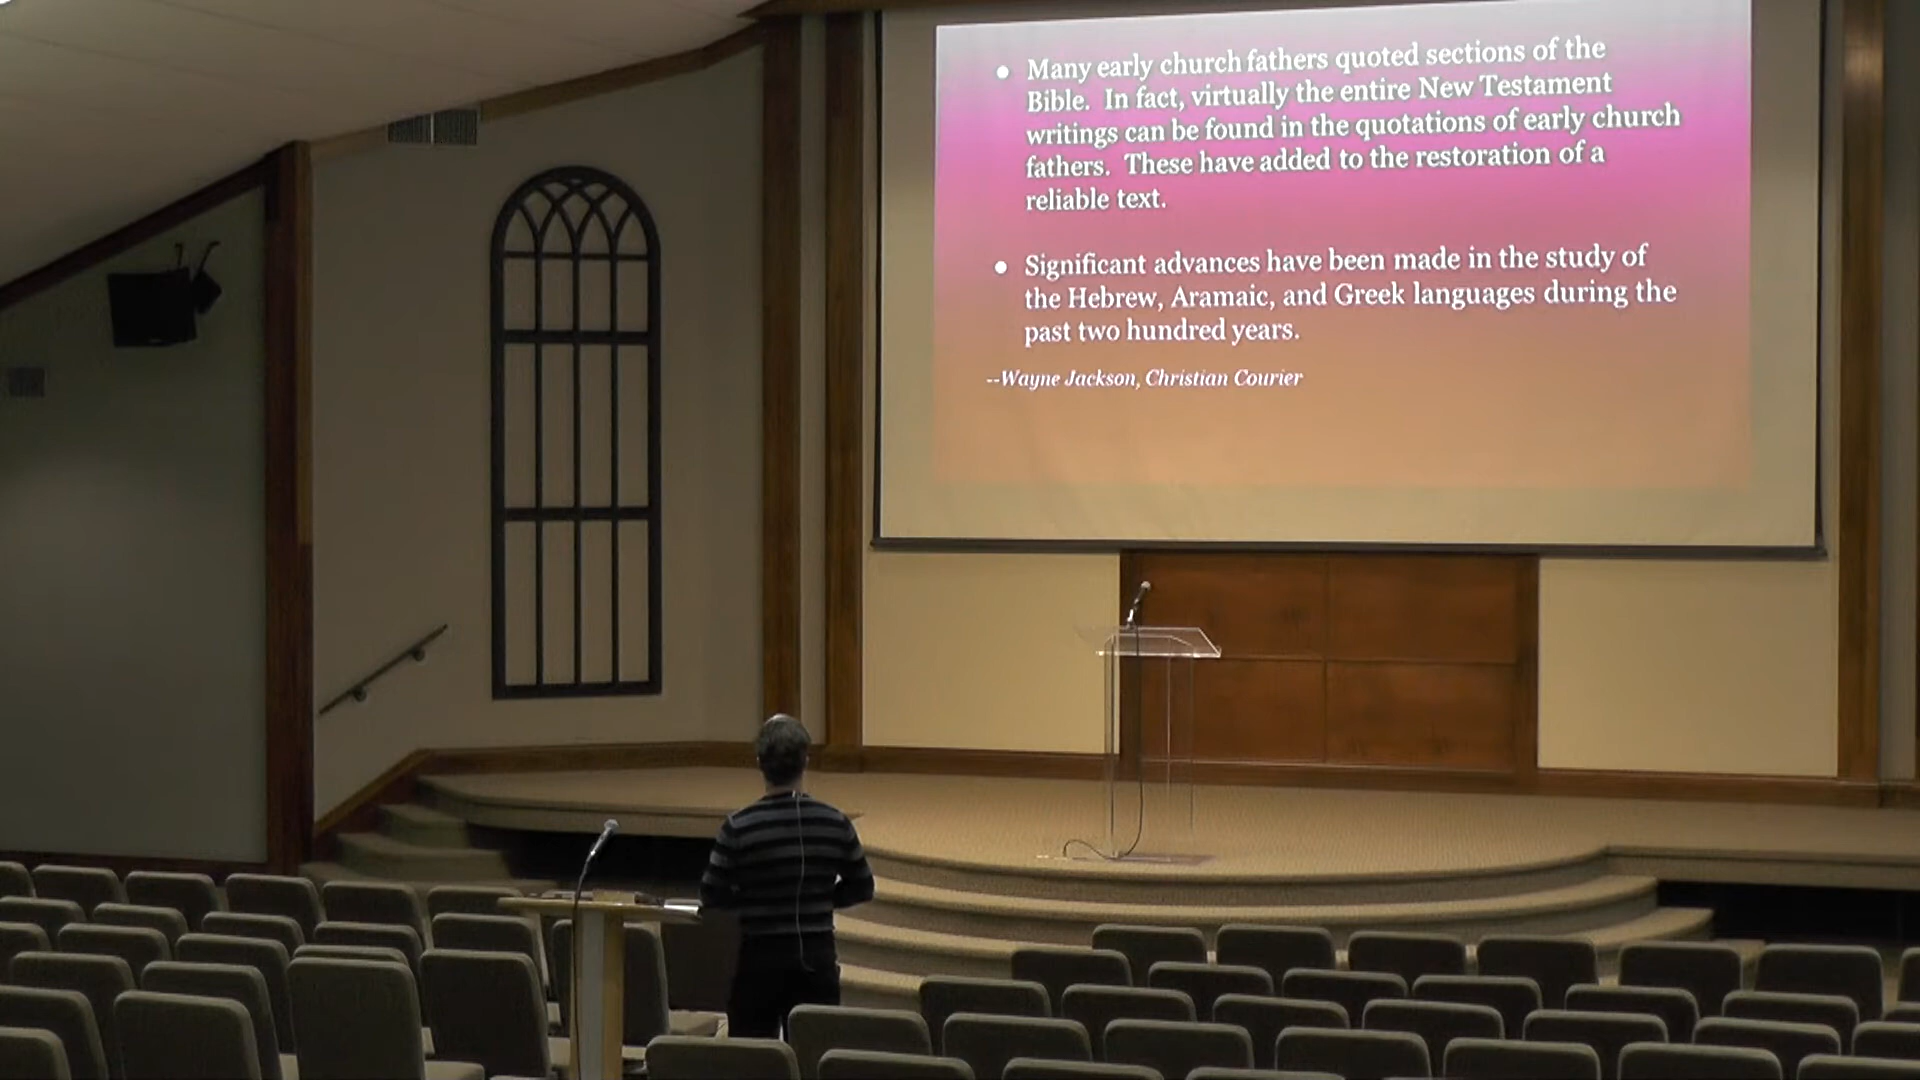 • Many early church fathers quoted sections of the
Bible. In fact, virtually the entire New Testament
writings can be found in the quotations of early church
fathers. These have added to the restoration of a
reliable text.
• Significant advances have been made in the study of
the Hebrew, Aramaic, and Greek languages during the
past two hundred years.
--Wayne Jackson, Christian Courier